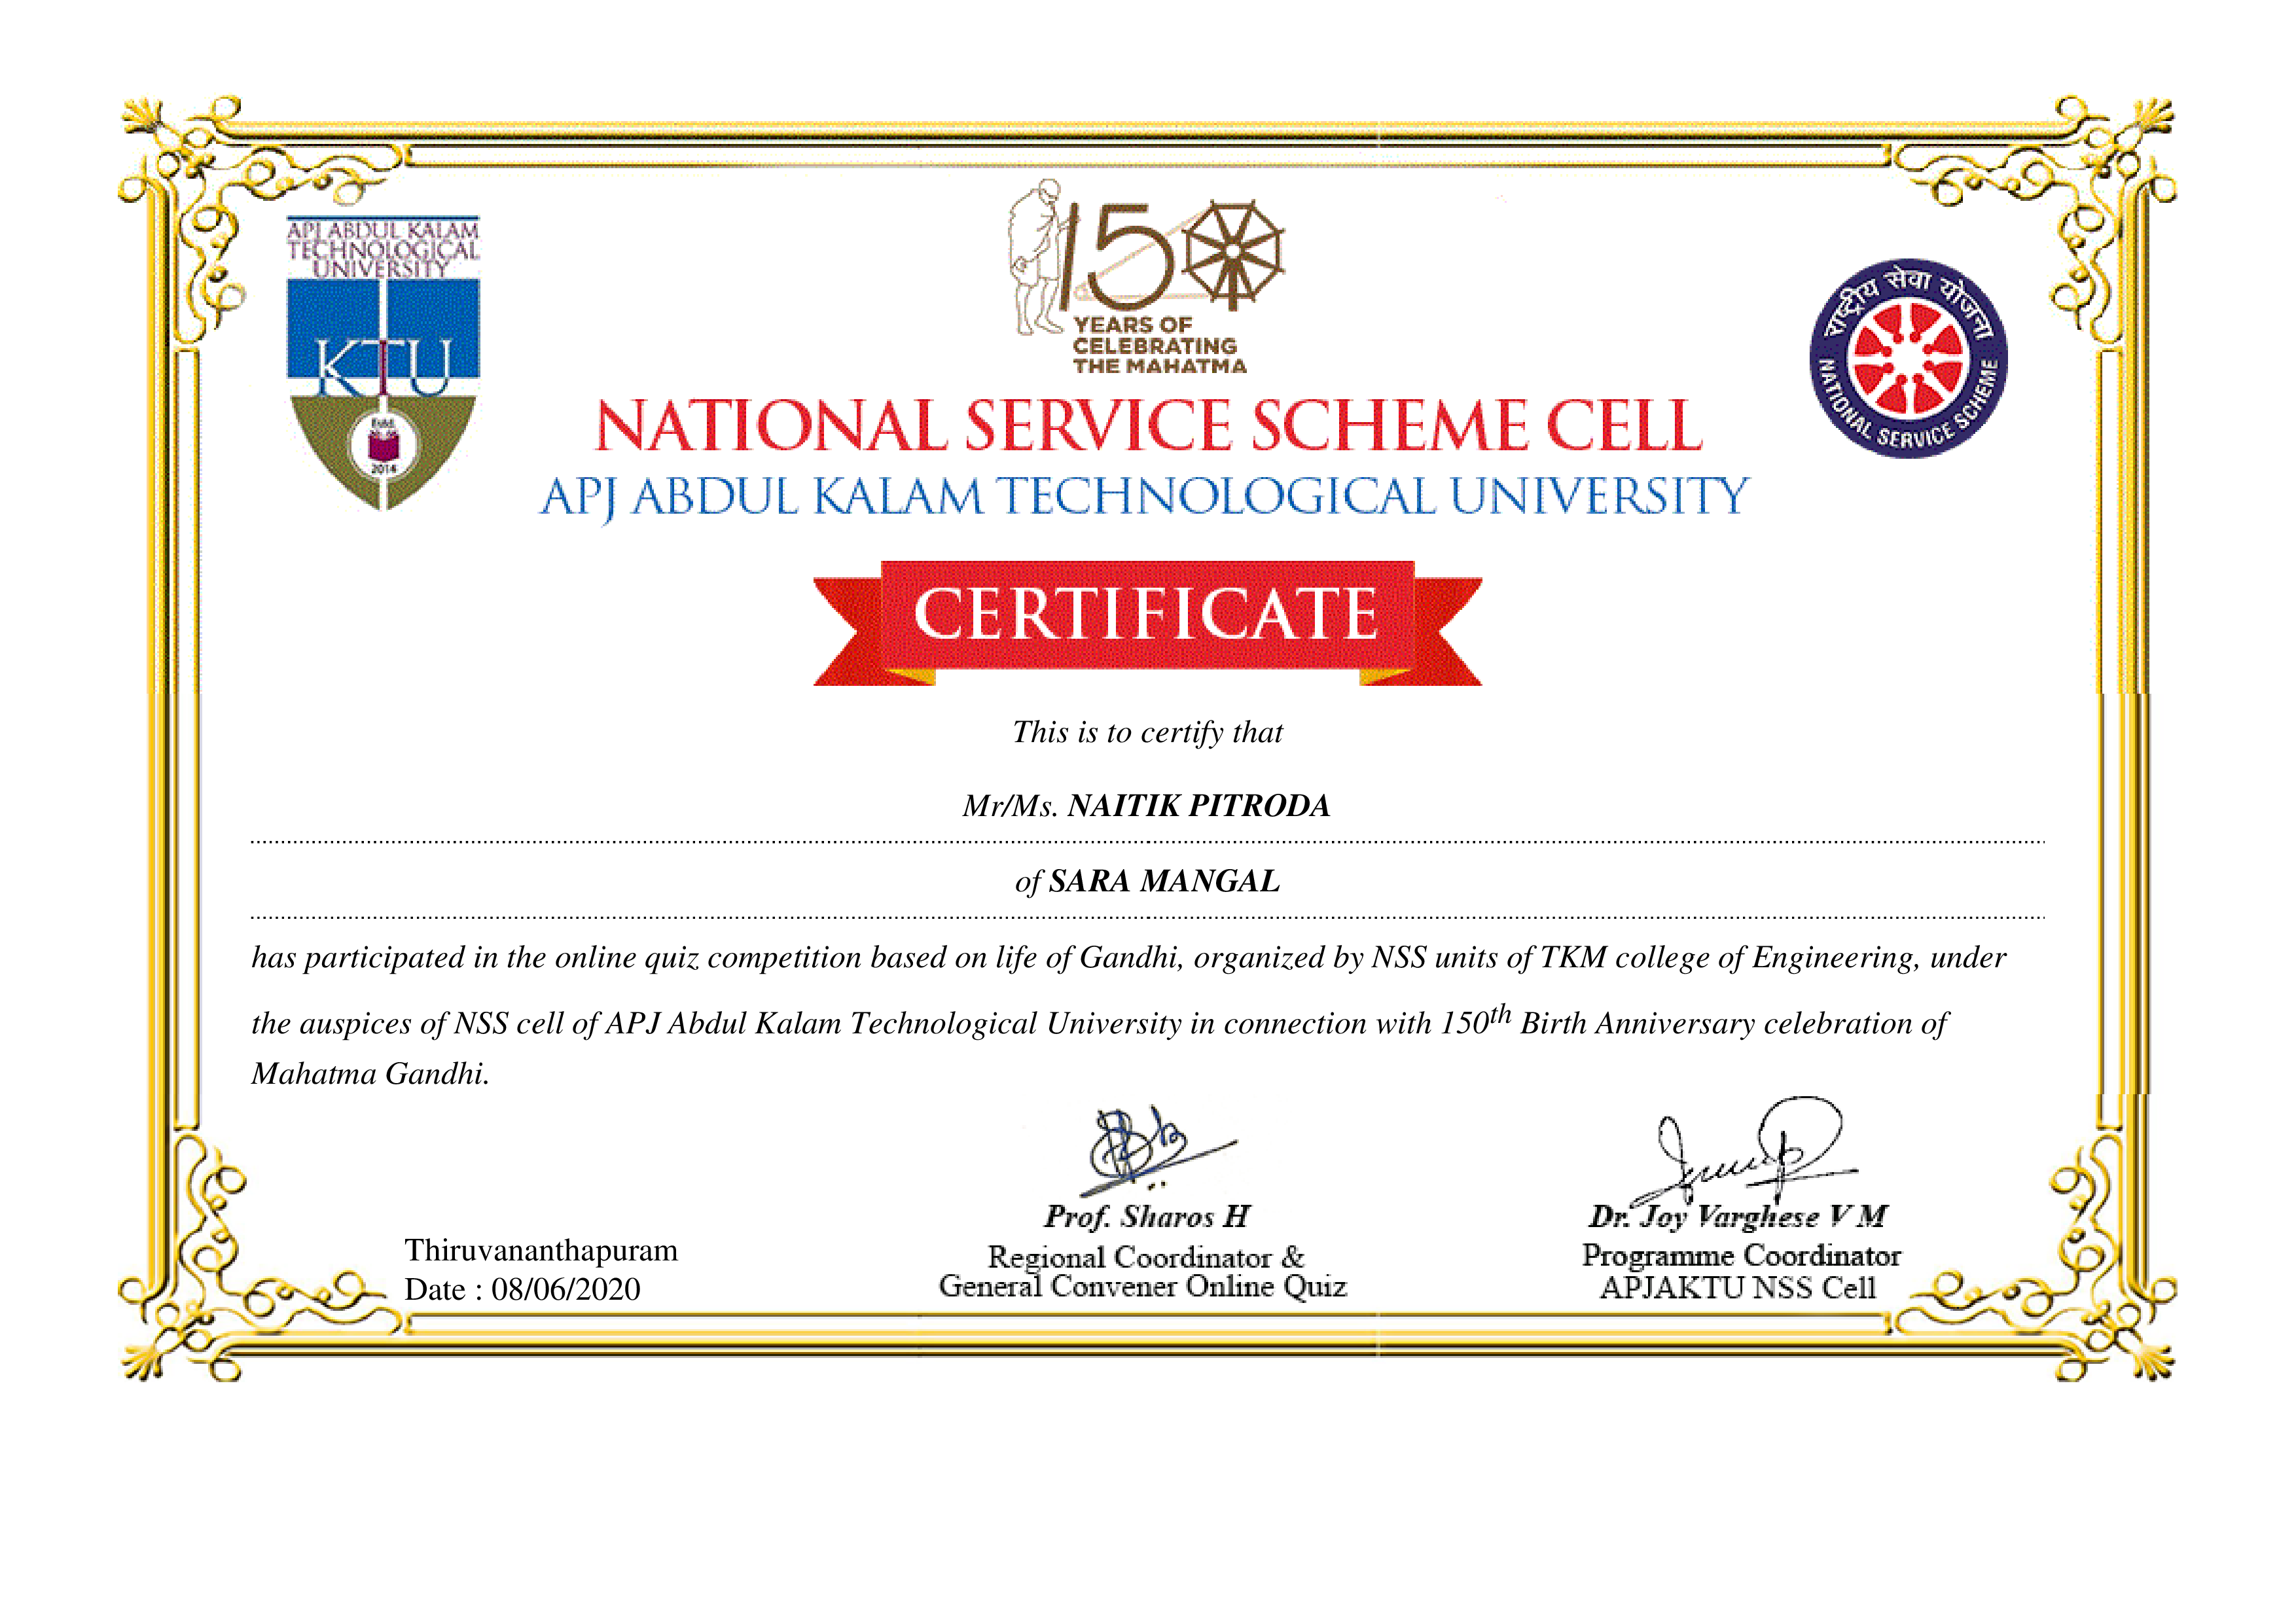 APJ ABDUL KALAM
TECHNOLOGICAL
UNIVERSITY
KTU
Estd.
2014
150
YEARS OF
CELEBRATING
THE MAHATMA
राष्ट्रीय सेवा योजना
NATIONAL SERVICE SCHEME
NATIONAL SERVICE SCHEME CELL
APJ ABDUL KALAM TECHNOLOGICAL UNIVERSITY
CERTIFICATE
This is to certify that
Mr/Ms. NAITIK PITRODA
of SARA MANGAL
has participated in the online quiz competition based on life of Gandhi, organized by NSS units of TKM college of Engineering, under
the auspices of NSS cell of APJ Abdul Kalam Technological University in connection with 150th Birth Anniversary celebration of
Mahatma Gandhi.
Thiruvananthapuram
Date : 08/06/2020
Prof. Sharos H
Regional Coordinator &
General Convener Online Quiz
Dr. Joy Varghese V M
Programme Coordinator
APJAKTU NSS Cell